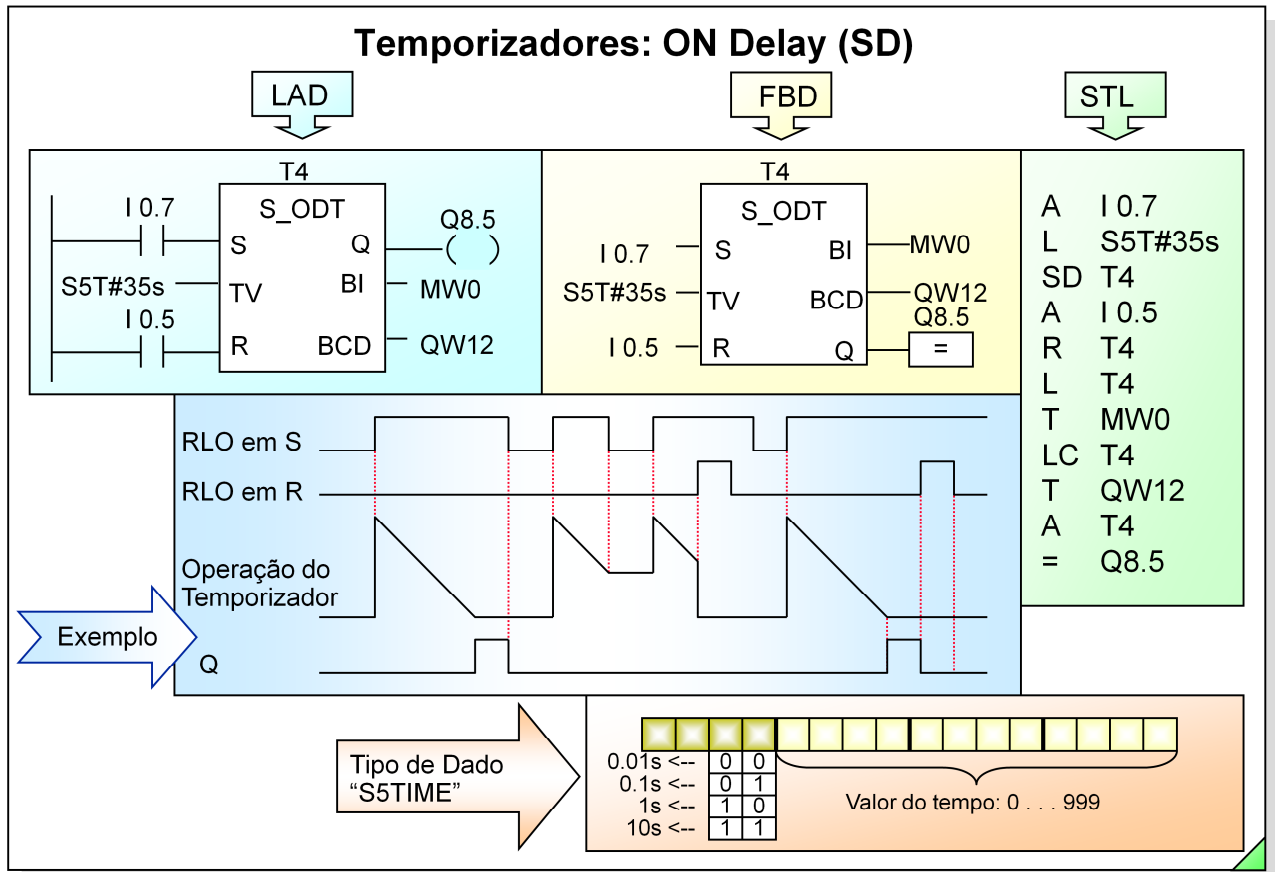 Temporizadores: ON Delay (SD)
LAD
FBD
STL
T4
I 0.7
S_ODT
Q8.5
S
Q
( )
S5T#35s
TV
BI
MW0
I 0.5
R
BCD
QW12
T4
S_ODT
I 0.7
S
BI
MW0
S5T#35s
TV
BCD
QW12
Q8.5
I 0.5
R
Q
=
A I 0.7
L S5T#35s
SD T4
A I 0.5
R T4
L T4
T MW0
LC T4
T QW12
A T4
= Q8.5
RLO em S
RLO em R
Operação do
Temporizador
Exemplo
Q
Tipo de Dado
“S5TIME”
0.01s <-- 0 0
0.1s <-- 0 1
1s <-- 1 0
10s <-- 1 1
Valor do tempo: 0 . . . 999